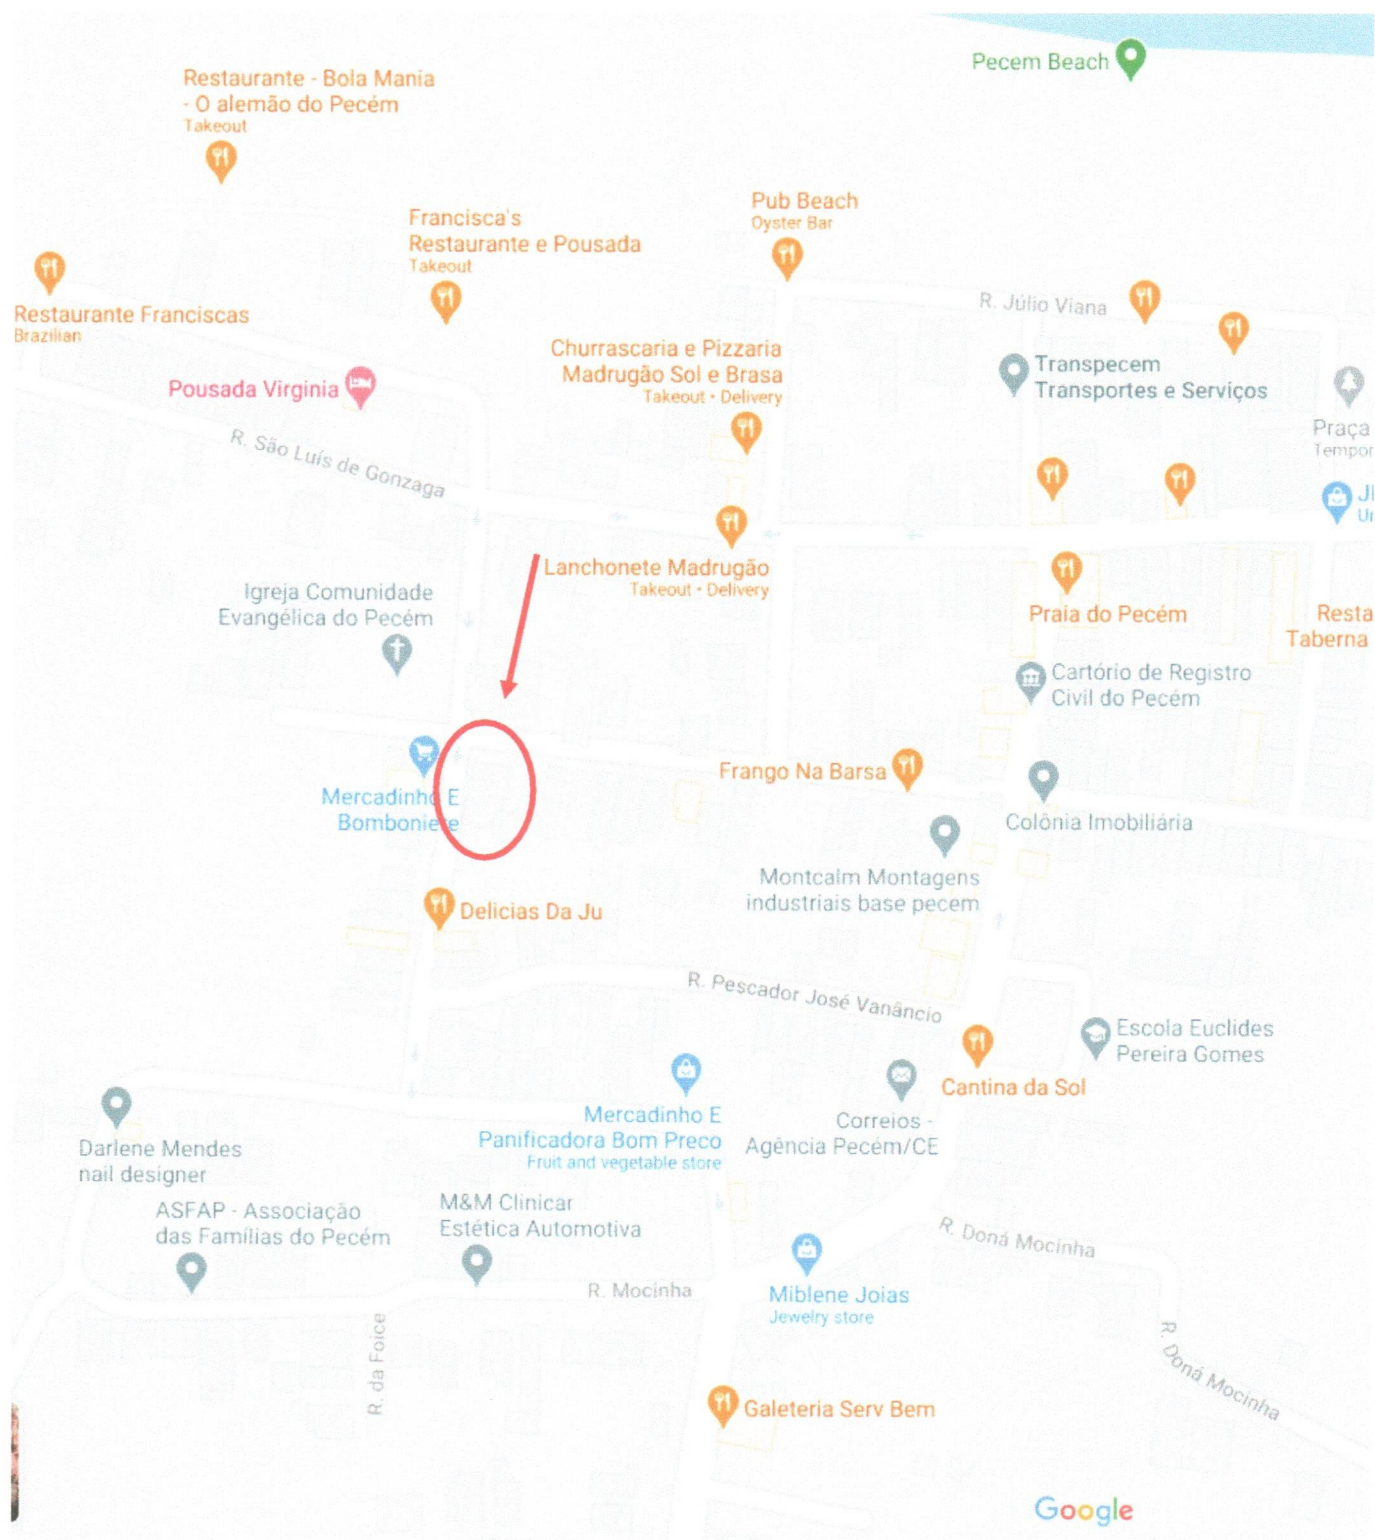 Pecem Beach
Restaurante - Bola Mania
- O alemão do Pecém
Takeout
Pub Beach
Oyster Bar
Francisca's
Restaurante e Pousada
Takeout
Restaurante Franciscas
Brazilian
R. Júlio Viana
Churrascaria e Pizzaria
Madrugão Sol e Brasa
Takeout • Delivery
Transpecem
Transportes e Serviços
Pousada Virginia
Praça
Tempor
R. São Luís de Gonzaga
Lanchonete Madrugão
Takeout • Delivery
Igreja Comunidade
Evangélica do Pecém
Praia do Pecém
Resta
Taberna
Cartório de Registro
Civil do Pecém
Frango Na Barsa
Mercadinho E
Bomboniere
Colônia Imobiliária
Montcalm Montagens
industriais base pecem
Delicias Da Ju
R. Pescador José Vanâncio
Escola Euclides
Pereira Gomes
Cantina da Sol
Mercadinho E
Panificadora Bom Preco
Fruit and vegetable store
Correios -
Agência Pecém/CE
Darlene Mendes
nail designer
ASFAP - Associação
das Famílias do Pecém
M&M Clinicar
Estética Automotiva
R. Doná Mocinha
R. Mocinha
Miblene Joias
Jewelry store
R. da Foice
R. Doná Mocinha
Galeteria Serv Bem
Google